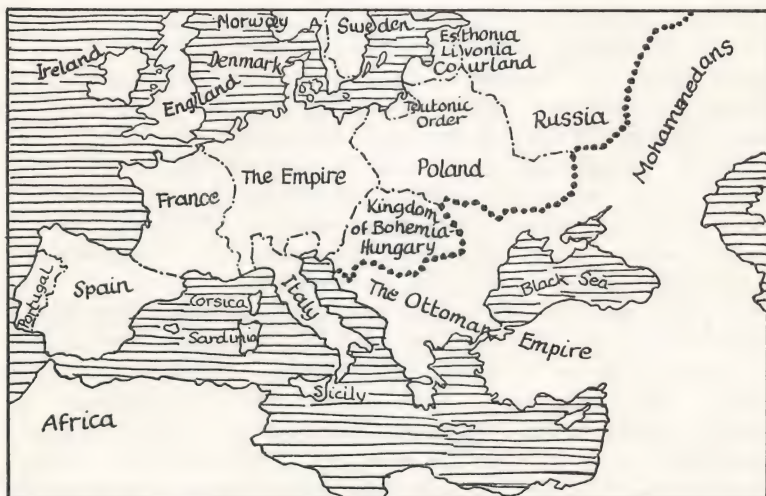 Norway
Sweden
Esthonia
Livonia
Courland
Ireland
Denmark
England
Teutonic
Order
Russia
Mohammedans
The Empire
Poland
France
Kingdom
of Bohemia-
Hungary
Portugal
Spain
Corsica
Italy
Black Sea
Sardinia
The Ottoman Empire
Sicily
Africa